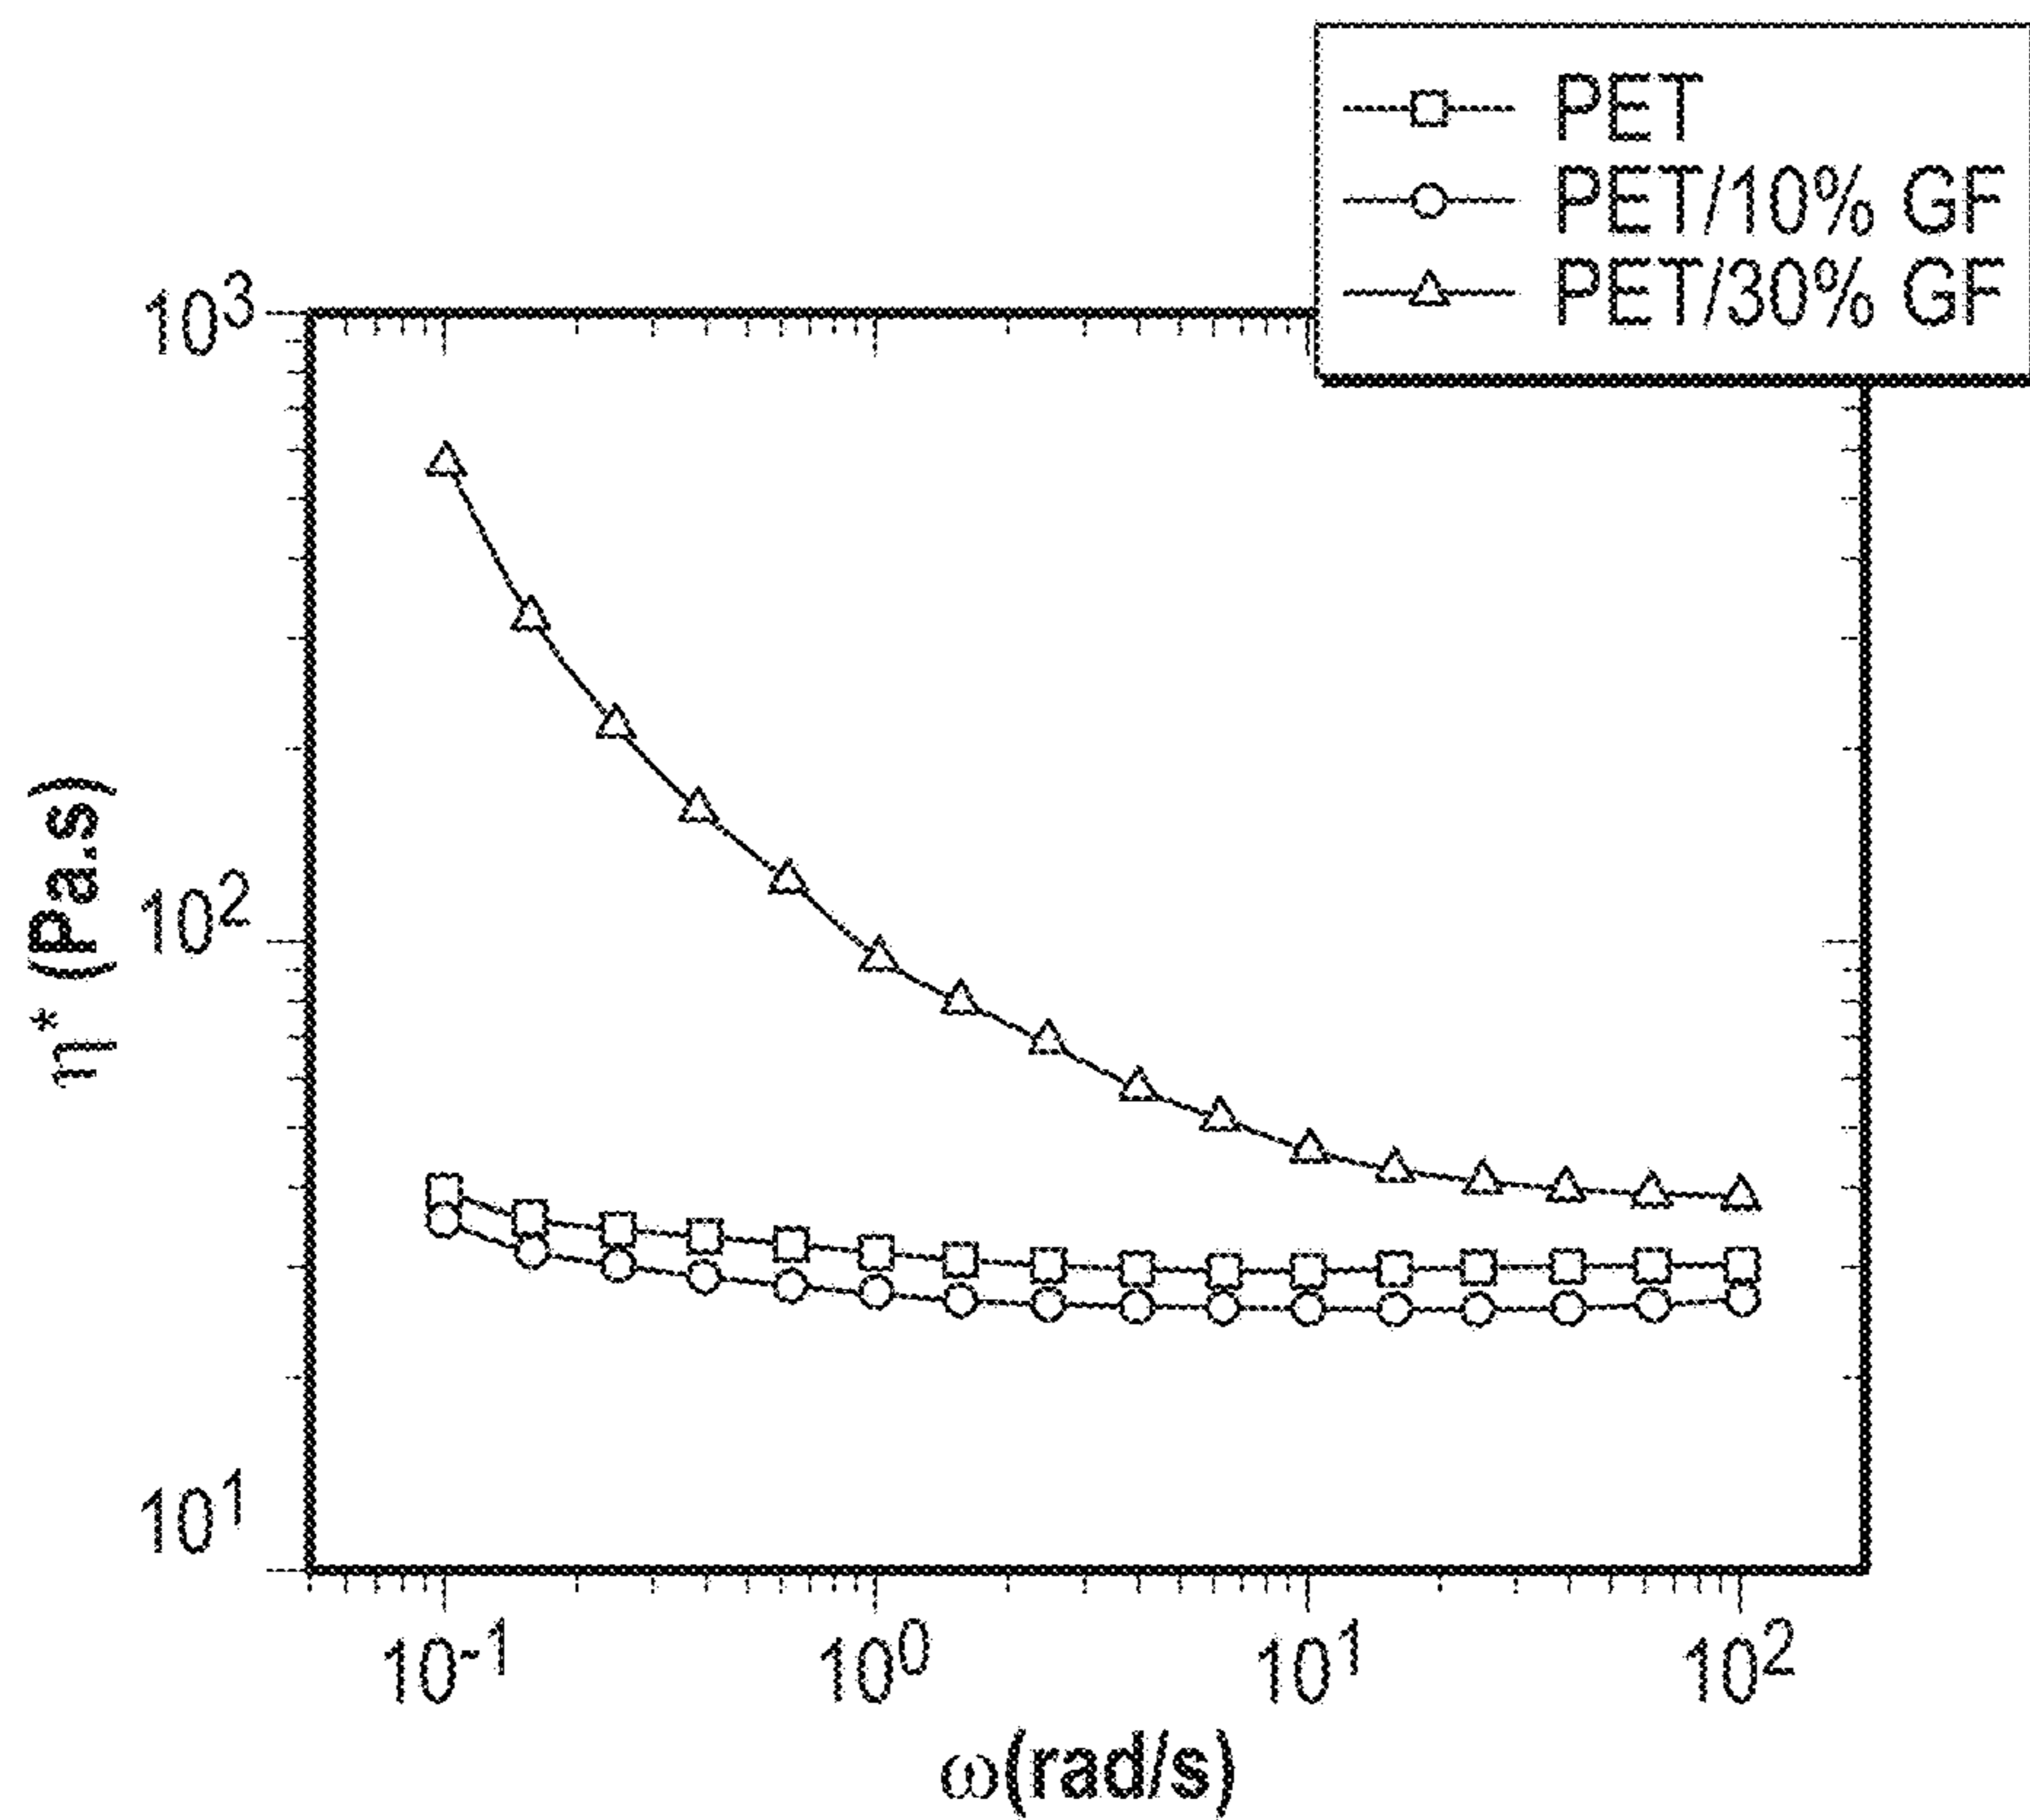 PET
PET/10% GF
PET/30% GF
10³
10²
10¹
η* (Pa.s)
10⁻¹ 10⁰ 10¹ 10²
ω(rad/s)